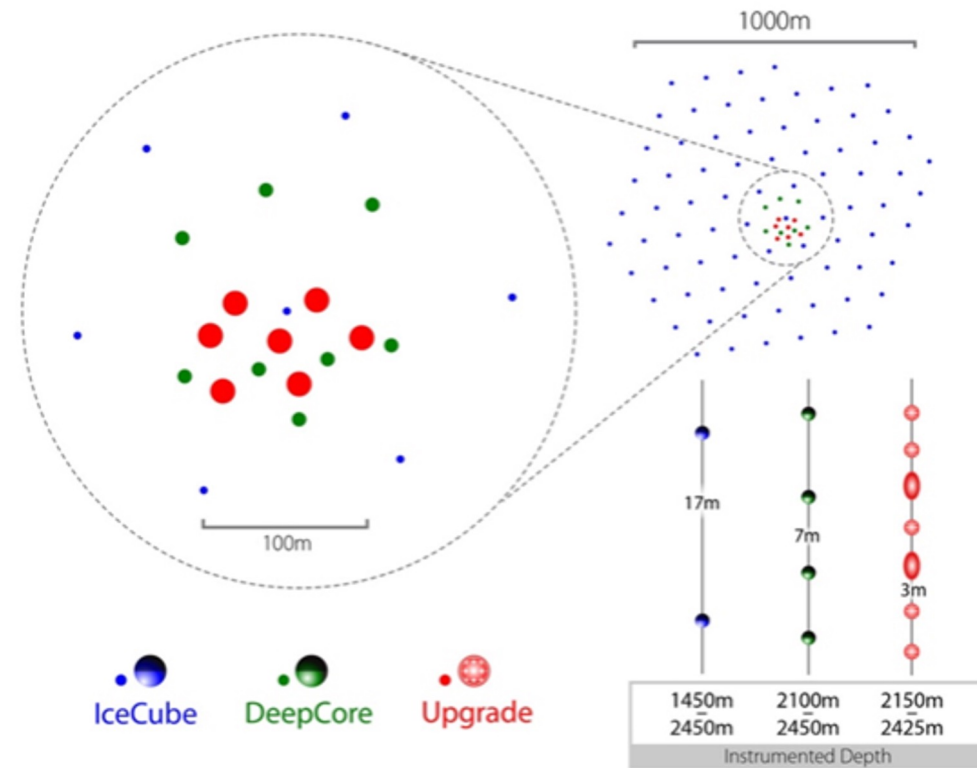 1000m
100m
17m
7m
3m
IceCube
DeepCore
Upgrade
1450m
–
2450m
2100m
–
2450m
2150m
–
2425m
Instrumented Depth